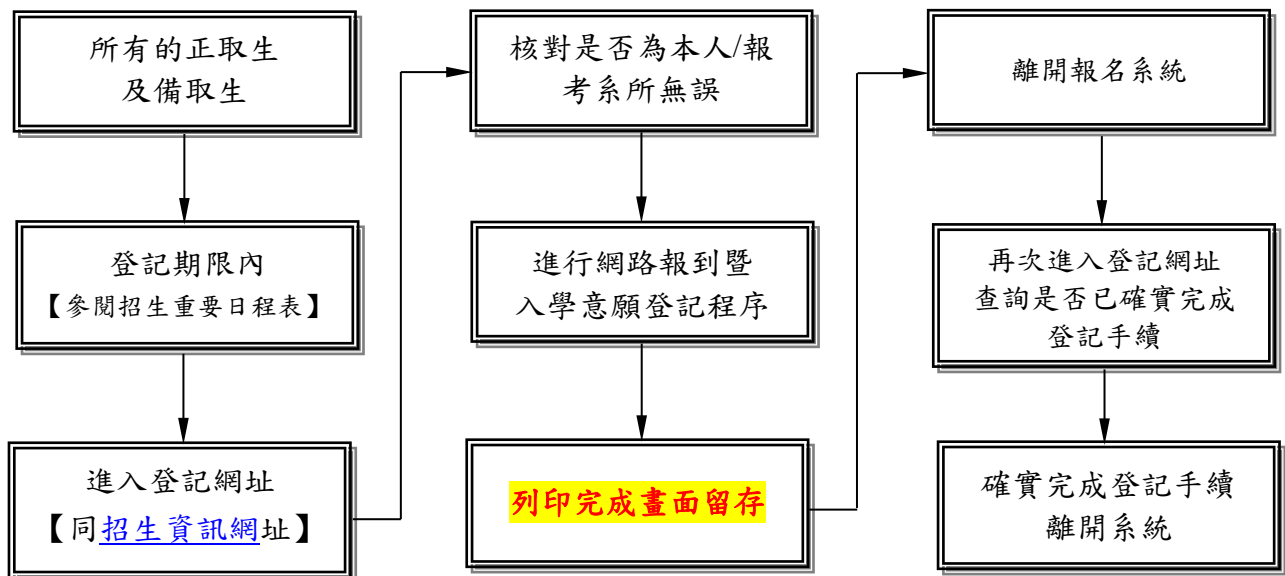 所有的正取生
及備取生
登記期限內
【參閱招生重要日程表】
進入登記網址
【同招生資訊網址】
核對是否為本人/報
考系所無誤
進行網路報到暨
入學意願登記程序
列印完成畫面留存
離開報名系統
再次進入登記網址
查詢是否已確實完成
登記手續
確實完成登記手續
離開系統